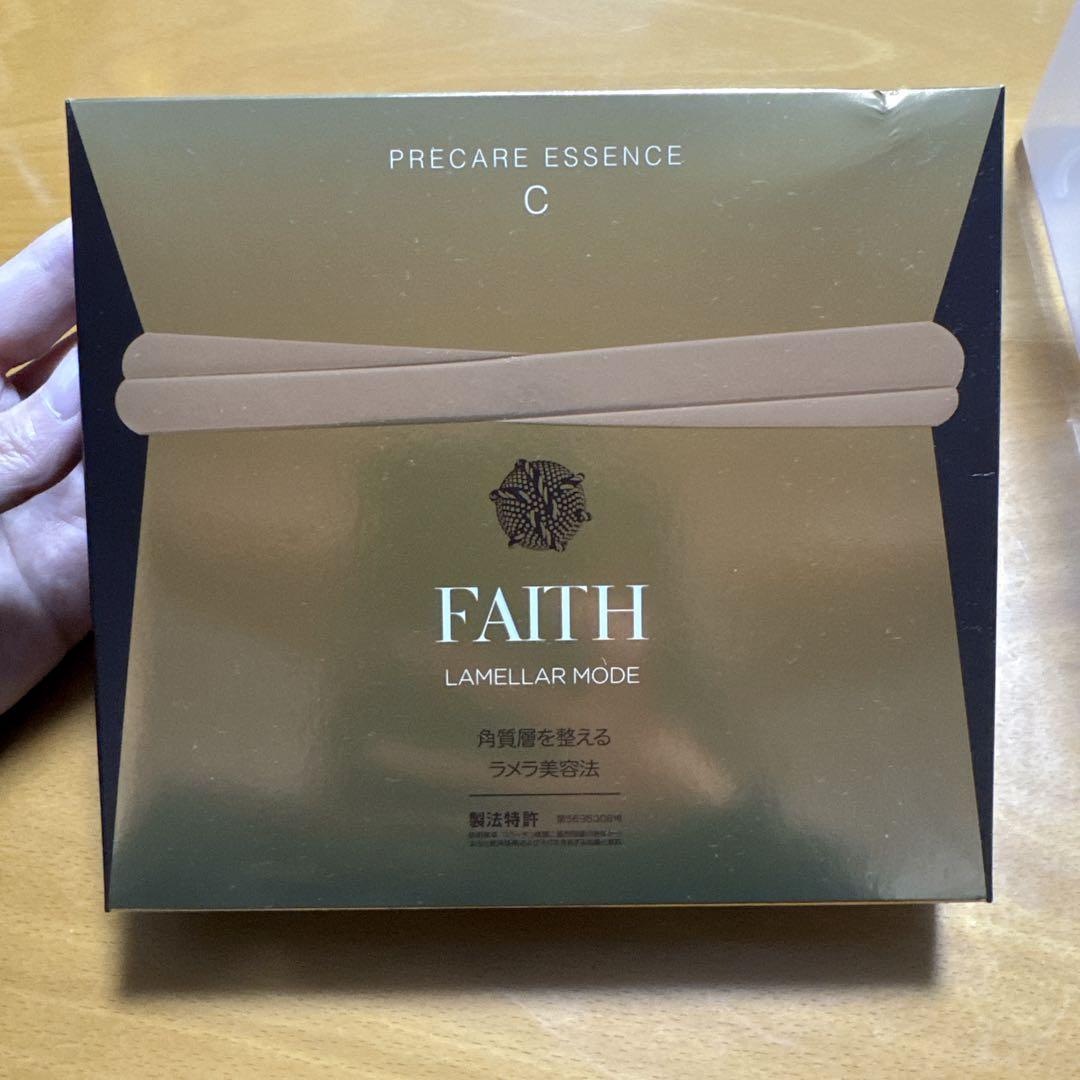 PRECARE ESSENCE
C
FAITH
LAMELLAR MODE
角質層を整える
ラメラ美容法
製法特許